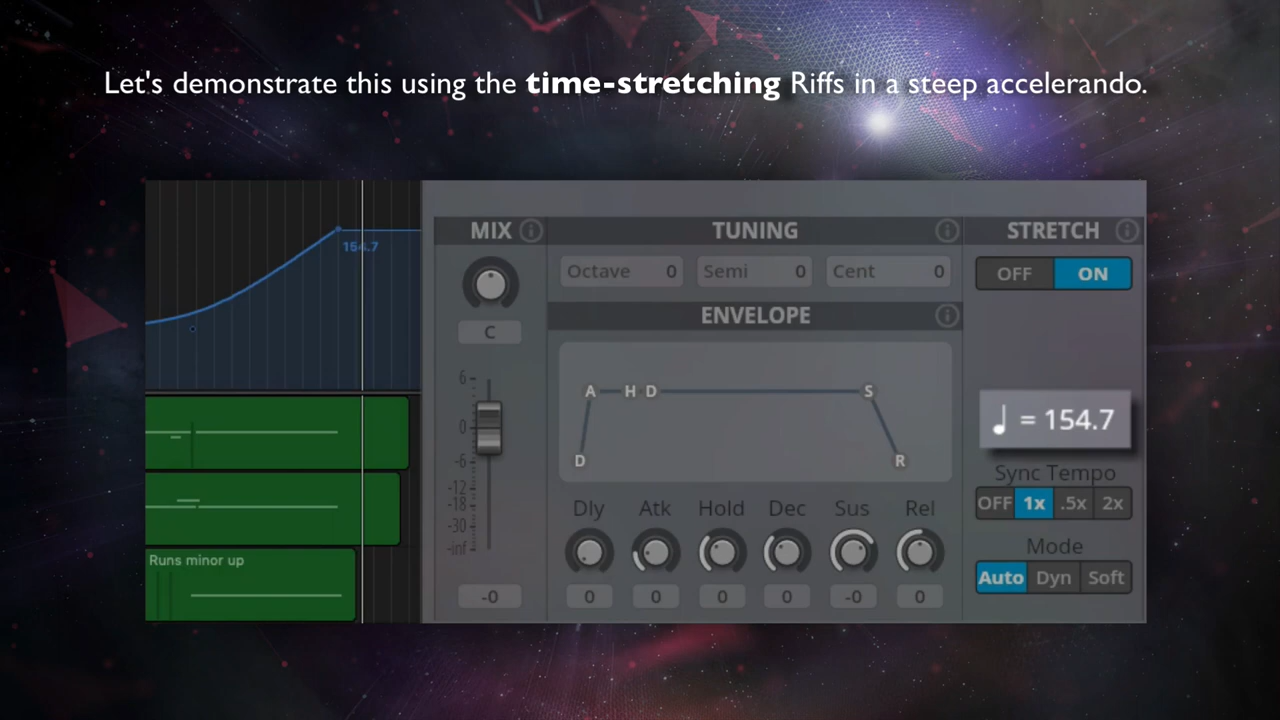 Let's demonstrate this using the time-stretching Riffs in a steep accelerando.
MIX
TUNING
STRETCH
Octave 0 Semi 0 Cent 0
OFF ON
154.7
ENVELOPE
C
A H D S
D R
6
0
-6
-12
-18
-30
-inf
♩ = 154.7
Sync Tempo
OFF 1x .5x 2x
Mode
Auto Dyn Soft
Dly Atk Hold Dec Sus Rel
-0 0 0 0 0 -0 0
Runs minor up